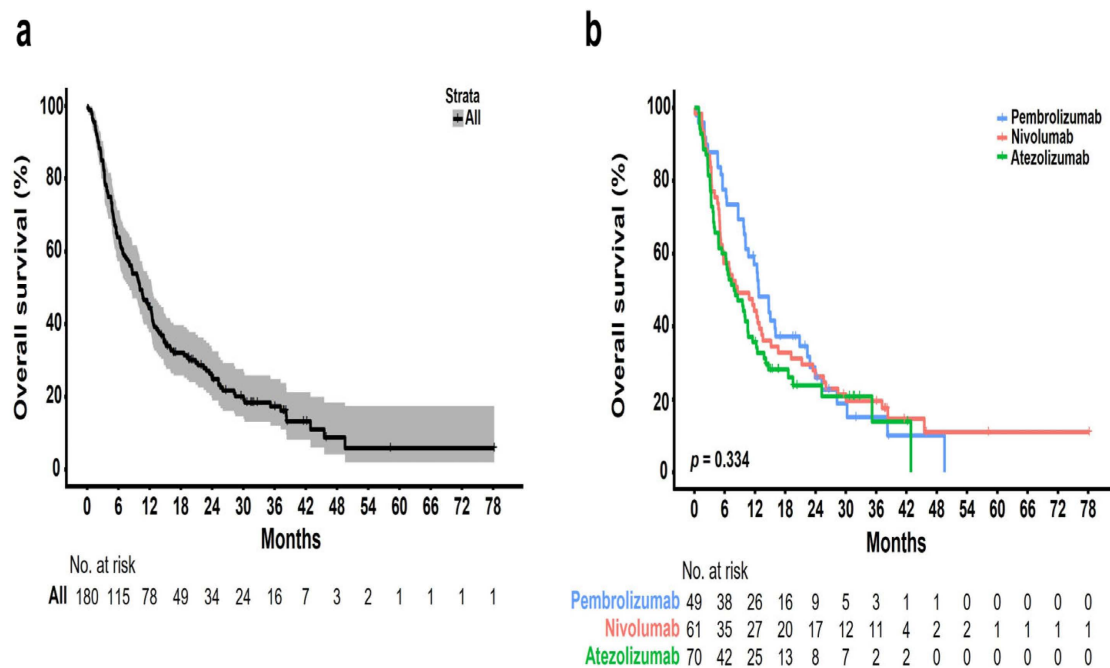 a
Strata
All
Overall survival (%)
100
80
60
40
20
0
0 6 12 18 24 30 36 42 48 54 60 66 72 78
Months
No. at risk
All 180 115 78 49 34 24 16 7 3 2 1 1 1 1
b
Pembrolizumab
Nivolumab
Atezolizumab
Overall survival (%)
100
80
60
40
20
0
p = 0.334
0 6 12 18 24 30 36 42 48 54 60 66 72 78
Months
No. at risk
Pembrolizumab 49 38 26 16 9 5 3 1 1 0 0 0 0 0
Nivolumab 61 35 27 20 17 12 11 4 2 2 1 1 1 1
Atezolizumab 70 42 25 13 8 7 2 2 0 0 0 0 0 0